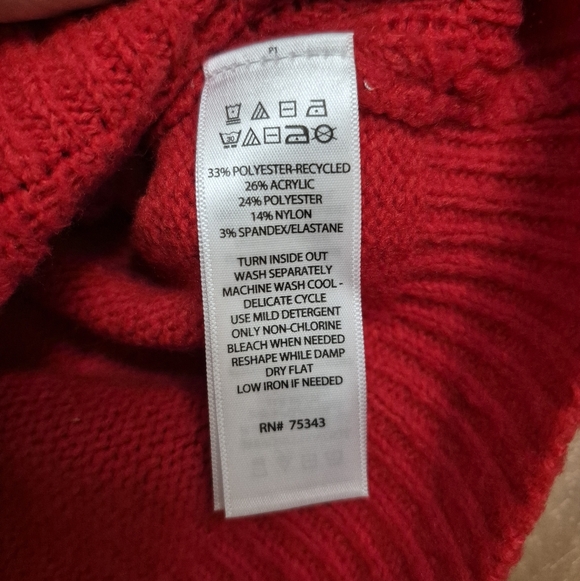 P1
33% POLYESTER-RECYCLED
26% ACRYLIC
24% POLYESTER
14% NYLON
3% SPANDEX/ELASTANE
TURN INSIDE OUT
WASH SEPARATELY
MACHINE WASH COOL -
DELICATE CYCLE
USE MILD DETERGENT
ONLY NON-CHLORINE
BLEACH WHEN NEEDED
RESHAPE WHILE DAMP
DRY FLAT
LOW IRON IF NEEDED
RN# 75343